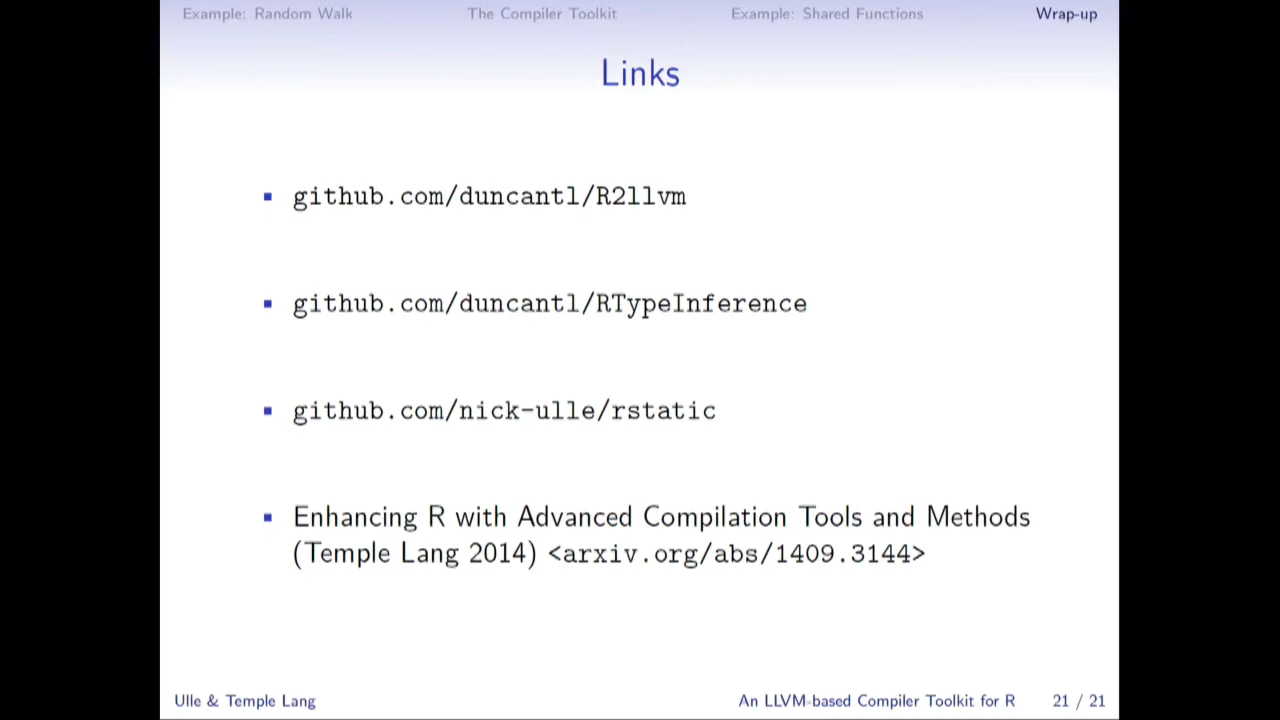 Example: Random Walk The Compiler Toolkit Example: Shared Functions Wrap-up
Links
github.com/duncantl/R2llvm
github.com/duncantl/RTypeInference
github.com/nick-ulle/rstatic
Enhancing R with Advanced Compilation Tools and Methods
(Temple Lang 2014) <arxiv.org/abs/1409.3144>
Ulle & Temple Lang An LLVM-based Compiler Toolkit for R 21 / 21